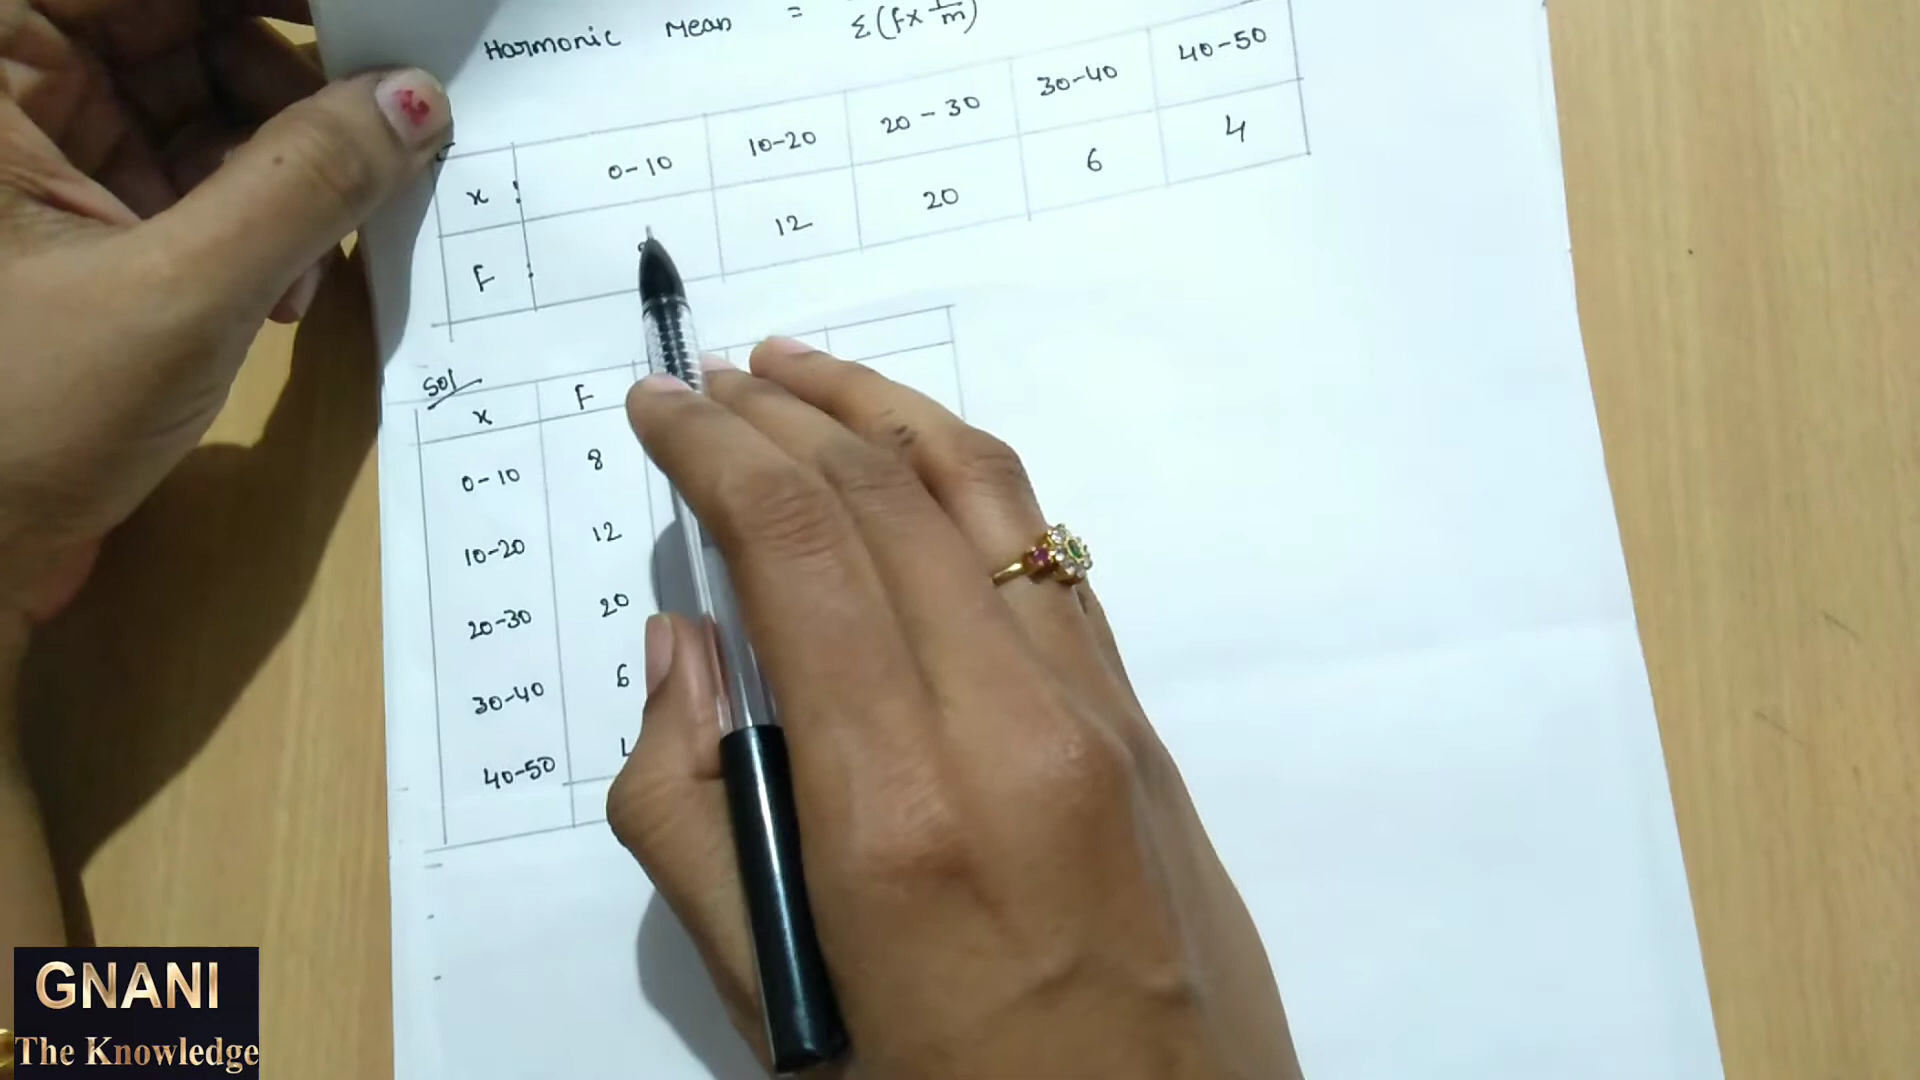 Harmonic Mean =
Σ(f× 1/m)
x : 0-10 10-20 20-30 30-40 40-50
F : 12 20 6 4
Sol
x F
0-10 8
10-20 12
20-30 20
30-40 6
40-50
GNANI
The Knowledge